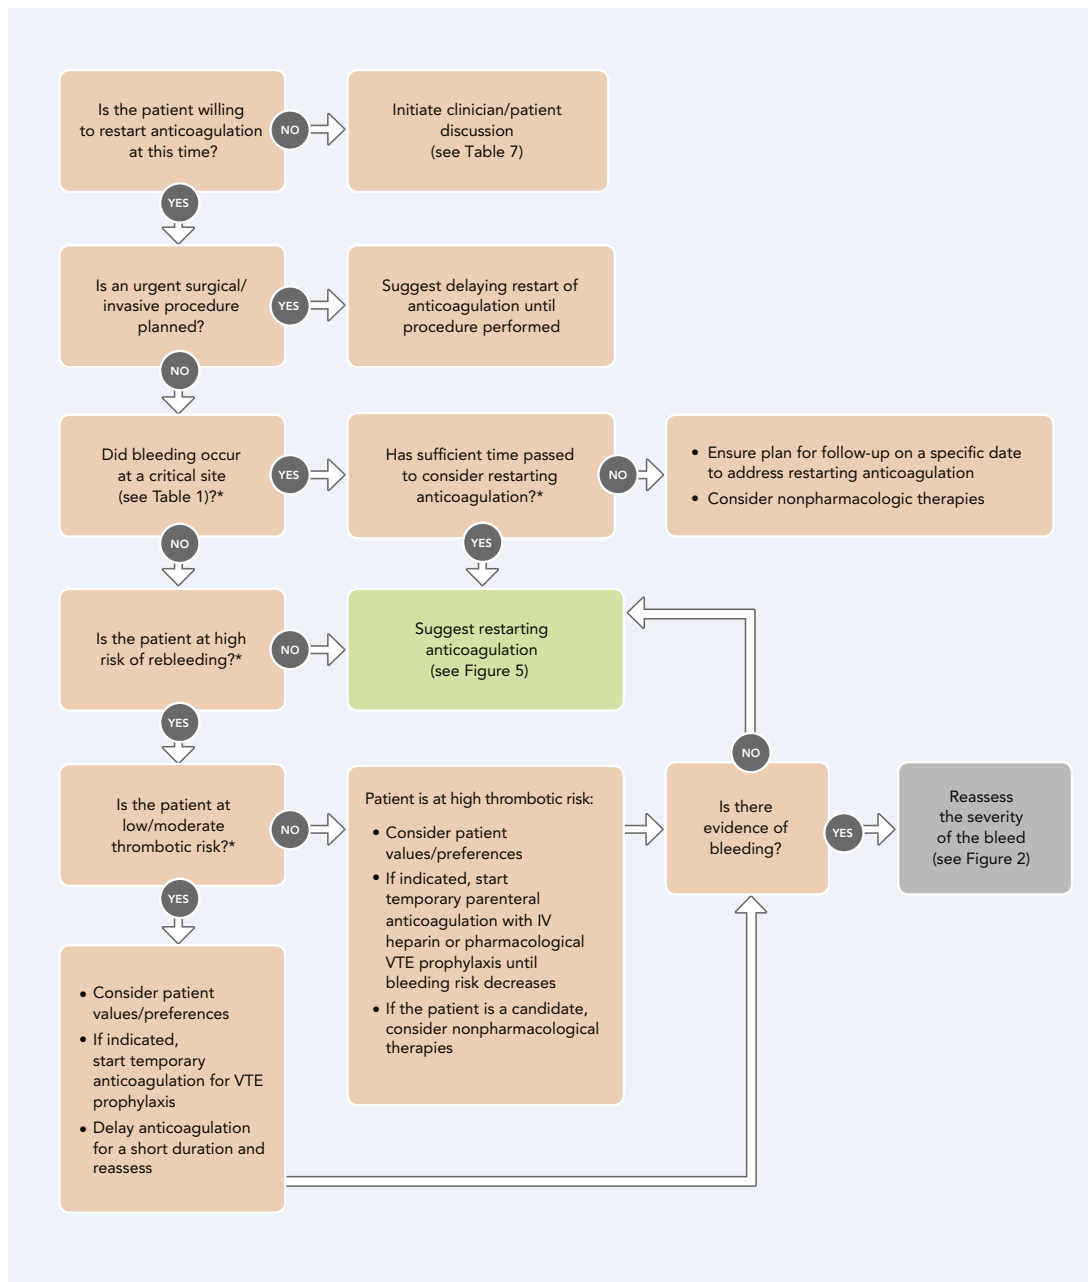 Is the patient willing
to restart anticoagulation
at this time?
NO
Initiate clinician/patient
discussion
(see Table 7)
YES
Is an urgent surgical/
invasive procedure
planned?
YES
Suggest delaying restart of
anticoagulation until
procedure performed
NO
Did bleeding occur
at a critical site
(see Table 1)?*
YES
Has sufficient time passed
to consider restarting
anticoagulation?*
NO
• Ensure plan for follow-up on a specific date
to address restarting anticoagulation
• Consider nonpharmacologic therapies
NO
YES
Is the patient at high
risk of rebleeding?*
NO
Suggest restarting
anticoagulation
(see Figure 5)
YES
Is the patient at
low/moderate
thrombotic risk?*
NO
Patient is at high thrombotic risk:
• Consider patient
values/preferences
• If indicated, start
temporary parenteral
anticoagulation with IV
heparin or pharmacological
VTE prophylaxis until
bleeding risk decreases
• If the patient is a candidate,
consider nonpharmacological
therapies
NO
Is there
evidence of
bleeding?
YES
Reassess
the severity
of the bleed
(see Figure 2)
YES
• Consider patient
values/preferences
• If indicated,
start temporary
anticoagulation for VTE
prophylaxis
• Delay anticoagulation
for a short duration and
reassess